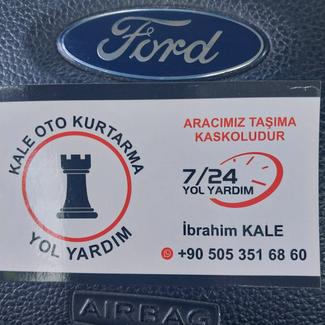 Ford
KALE OTO KURTARMA
YOL YARDIM
ARACIMIZ TAŞIMA
KASKOLUDUR
7/24
YOL YARDIM
İbrahim KALE
+90 505 351 68 60
AIRBAG